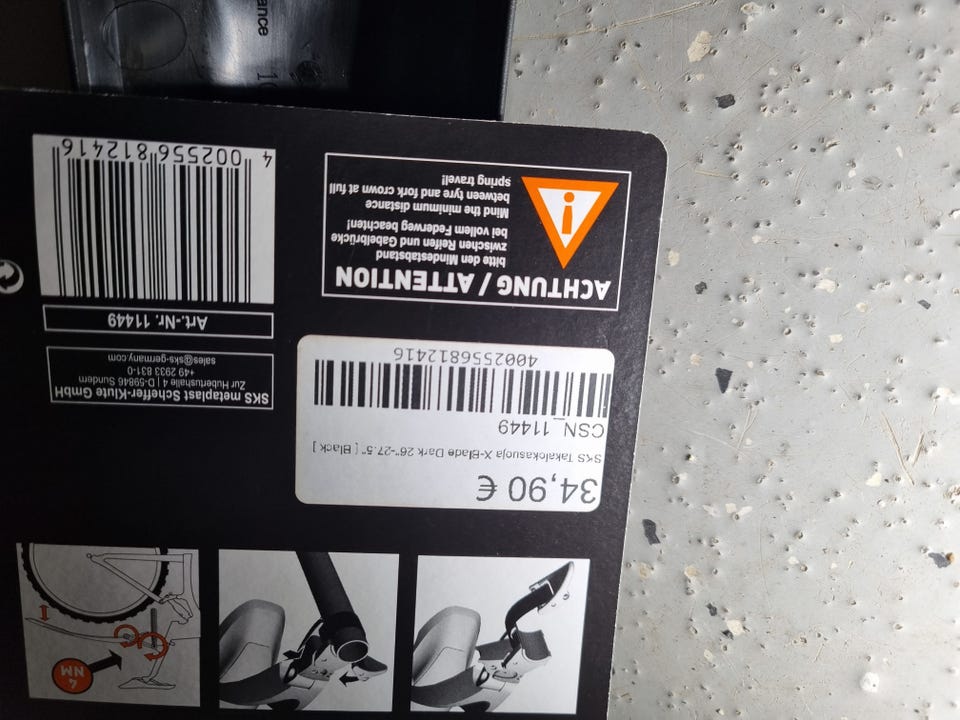 4 NM
34,90 €
SKS Takalokasuoja X-Blade Dark 26"-27.5" [ Black ]
CSN_11449
4002556812416
SKS metaplast Scheffer-Klute GmbH
Zur Hubertushalle 4 | D-59846 Sundern
+49 2933 831-0
sales@sks-germany.com
Art.-Nr. 11449
4 002556 812416
ACHTUNG / ATTENTION
bitte den Mindestabstand
zwischen Reifen und Gabelbrücke
bei vollem Federweg beachten!
Mind the minimum distance
between tyre and fork crown at full
spring travel!